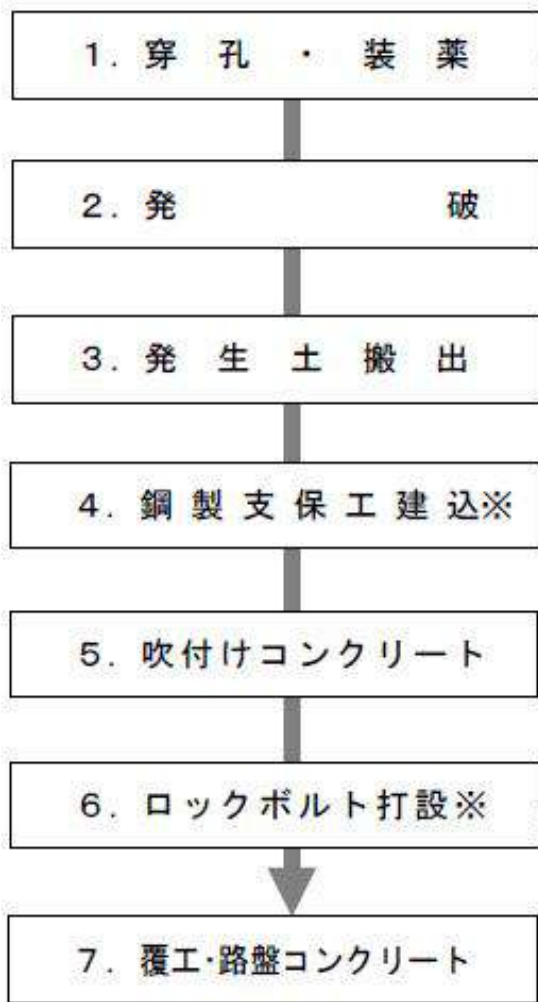 1. 穿孔・装薬
2. 発破
3. 発生土搬出
4. 鋼製支保工建込※
5. 吹付けコンクリート
6. ロックボルト打設※
7. 覆工・路盤コンクリート